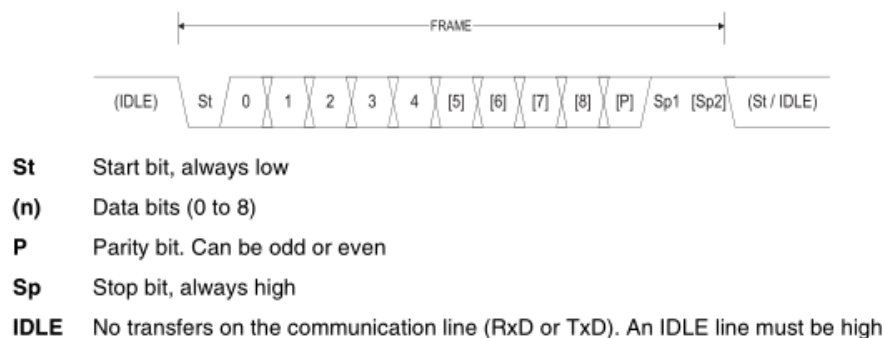 FRAME
(IDLE) St 0 1 2 3 4 [5] [6] [7] [8] [P] Sp1 [Sp2] (St / IDLE)
St Start bit, always low
(n) Data bits (0 to 8)
P Parity bit. Can be odd or even
Sp Stop bit, always high
IDLE No transfers on the communication line (RxD or TxD). An IDLE line must be high